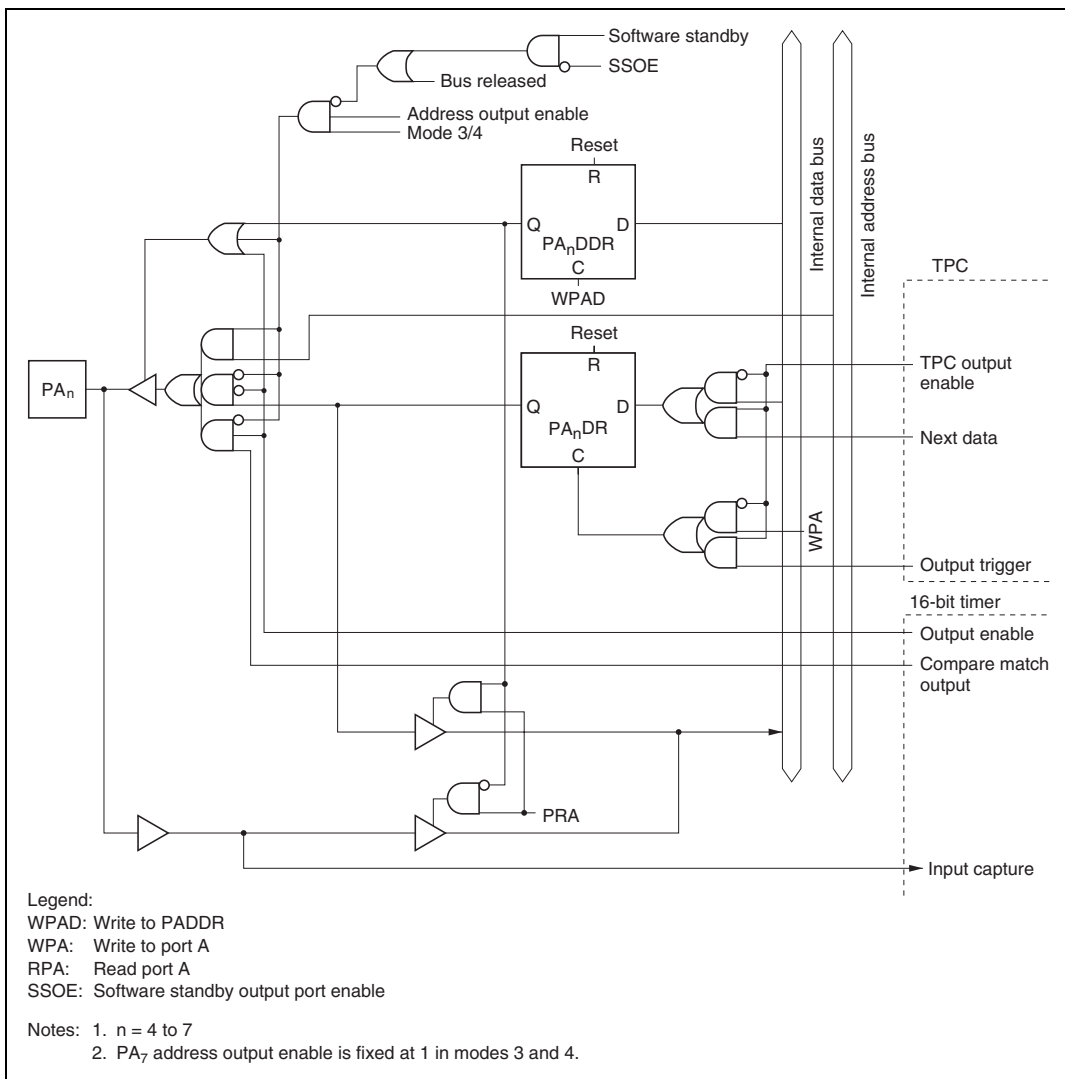 Software standby
SSOE
Bus released
Address output enable
Mode 3/4
Reset
R
Q
D
PAnDDR
C
WPAD
Internal data bus
Internal address bus
TPC
Reset
R
Q
D
PAnDR
C
PAn
TPC output
enable
Next data
WPA
Output trigger
16-bit timer
Output enable
Compare match
output
PRA
Input capture
Legend:
WPAD: Write to PADDR
WPA: Write to port A
RPA: Read port A
SSOE: Software standby output port enable
Notes: 1. n = 4 to 7
2. PA7 address output enable is fixed at 1 in modes 3 and 4.